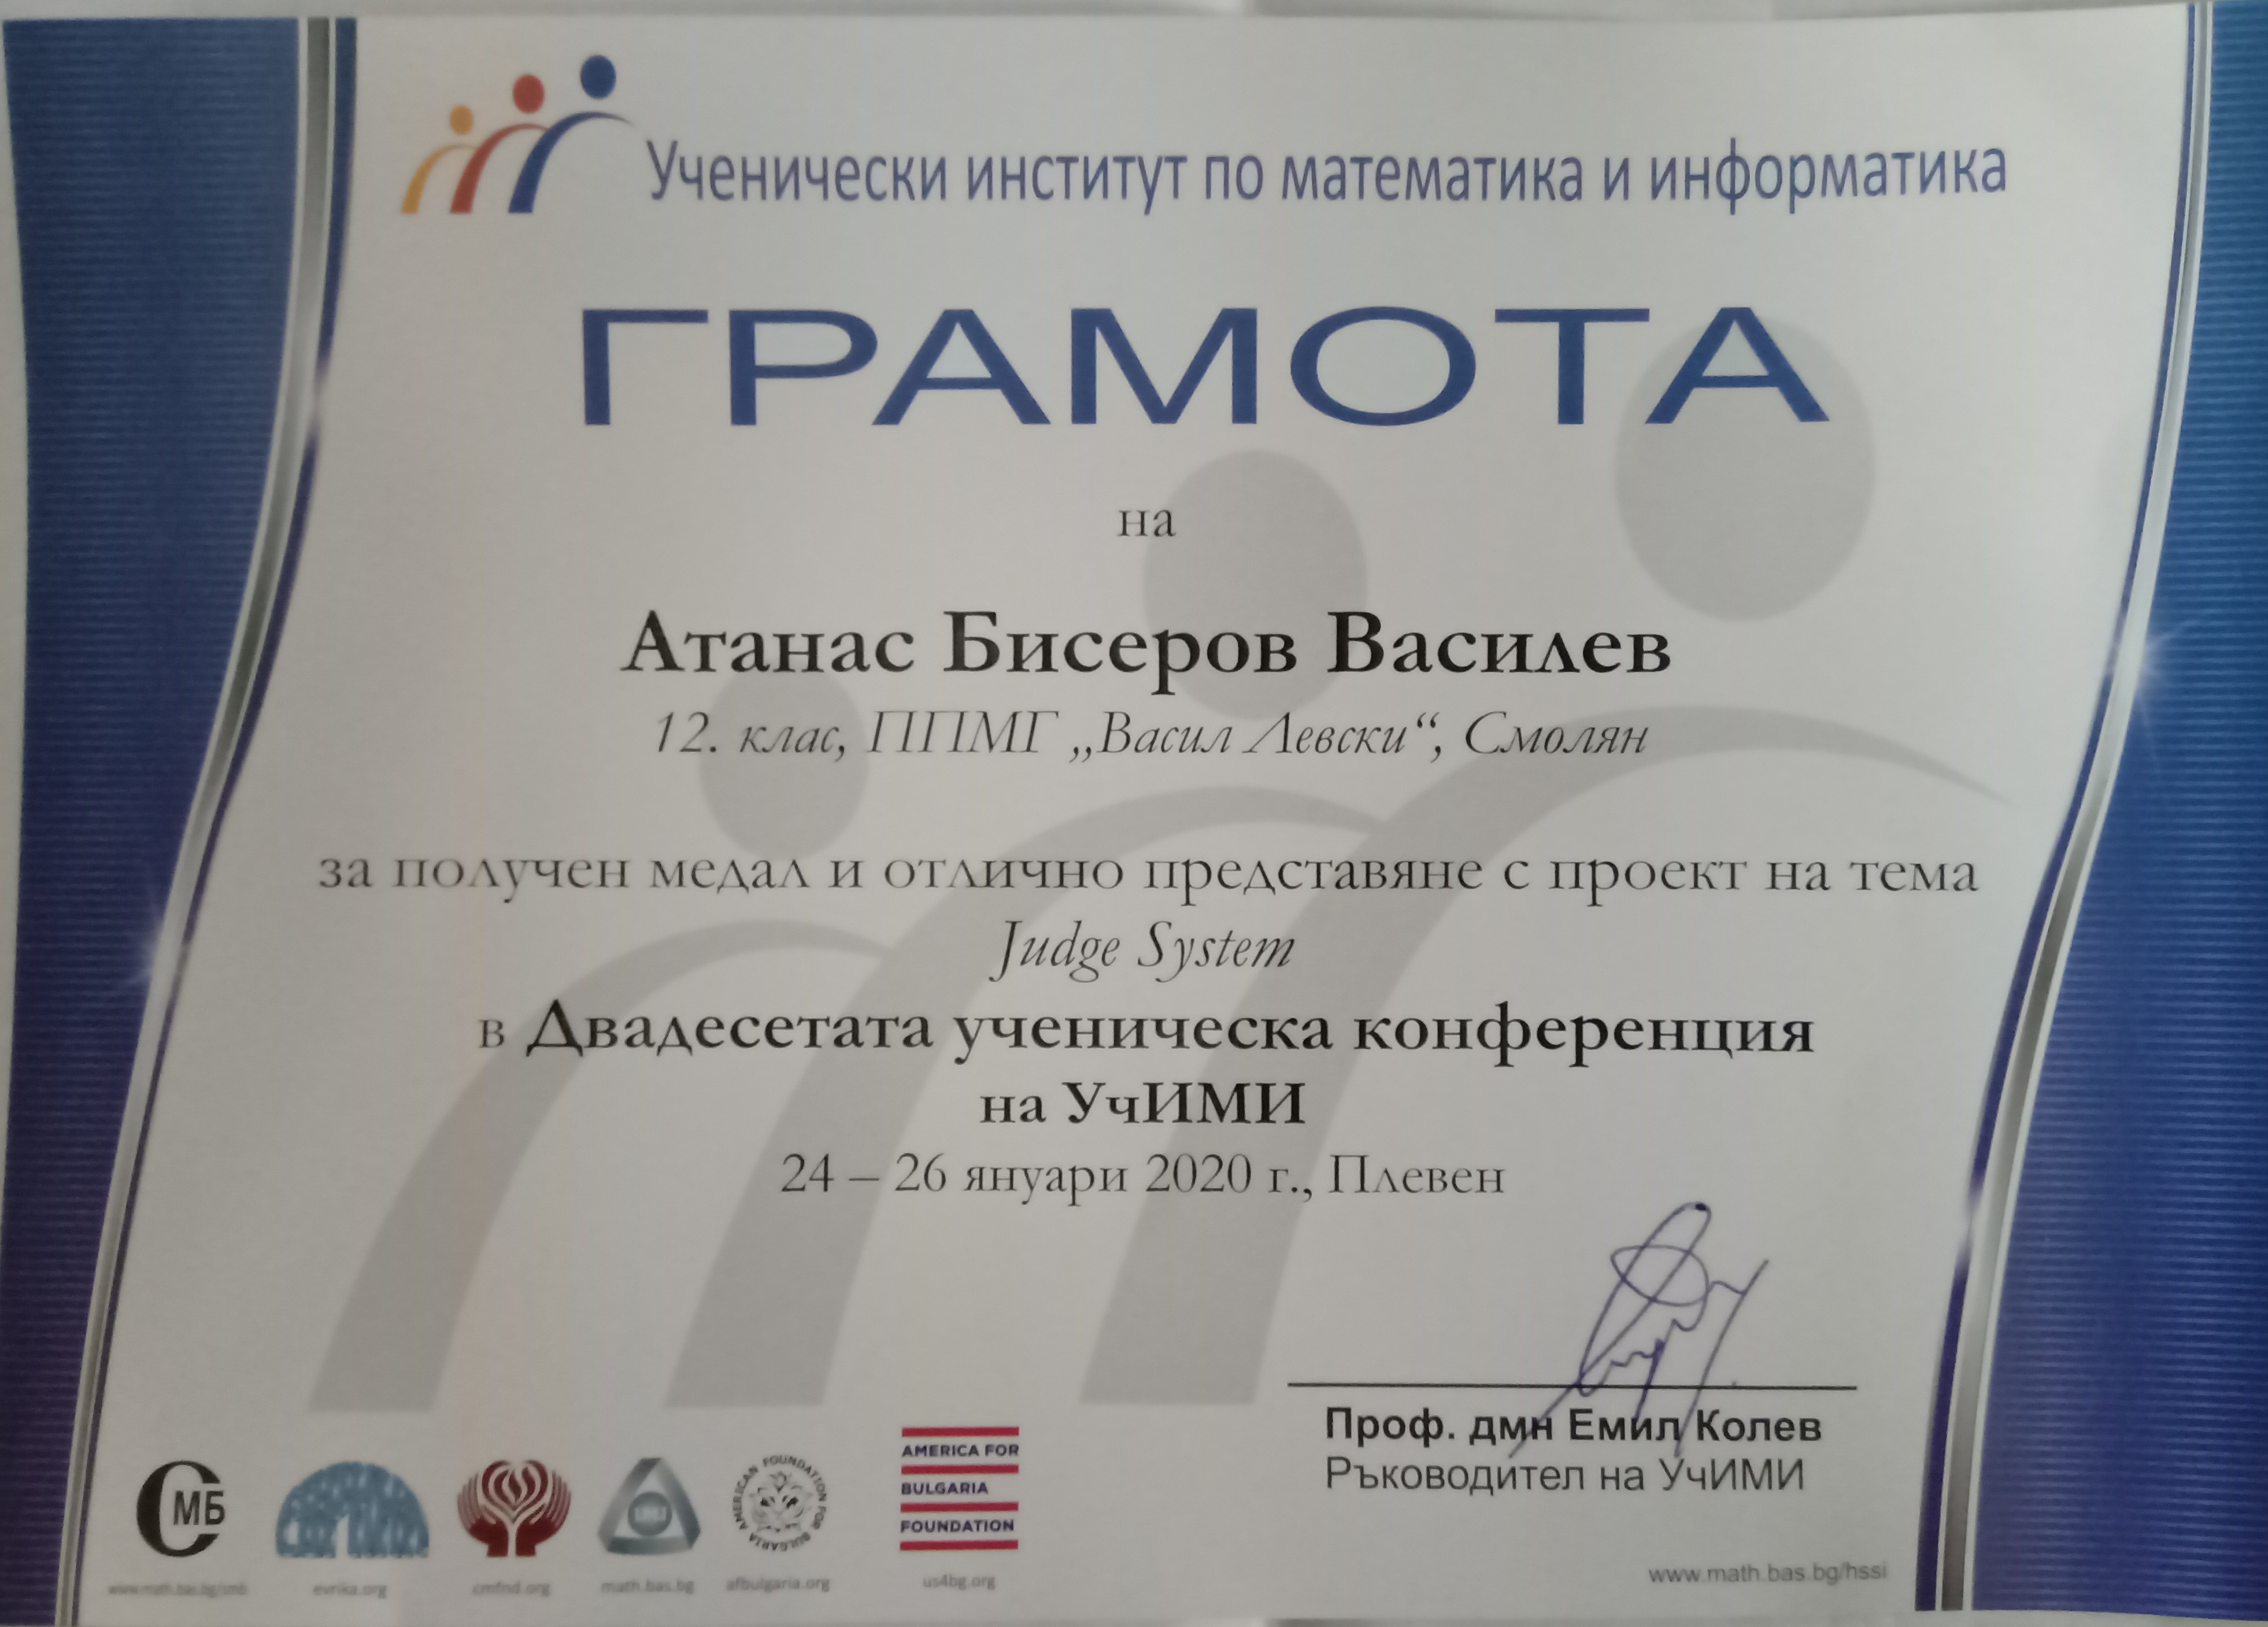 Ученически институт по математика и информатика
ГРАМОТА
на
Атанас Бисеров Василев
12. клас, ППМГ „Васил Левски“, Смолян
за получен медал и отлично представяне с проект на тема
Judge System
в Двадесетата ученическа конференция
на УчИМИ
24 – 26 януари 2020 г., Плевен
Проф. дмн Емил Колев
Ръководител на УчИМИ
СМБ
AMERICAN FOUNDATION FOR BULGARIA
AMERICA FOR
BULGARIA
FOUNDATION
www.math.bas.bg/smb evrika.org cmfnd.org math.bas.bg afbulgaria.org us4bg.org
www.math.bas.bg/hssi